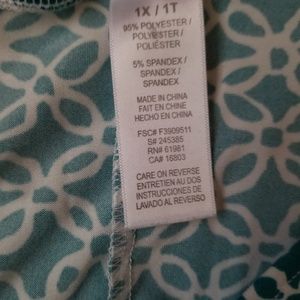 1X / 1T
95% POLYESTER /
POLYESTER /
POLIÉSTER
5% SPANDEX /
SPANDEX /
SPANDEX
MADE IN CHINA
FAIT EN CHINE
HECHO EN CHINA
FSC# F3909511
S# 245385
RN# 61981
CA# 16803
CARE ON REVERSE
ENTRETIEN AU DOS
INSTRUCCIONES DE
LAVADO AL REVERSO